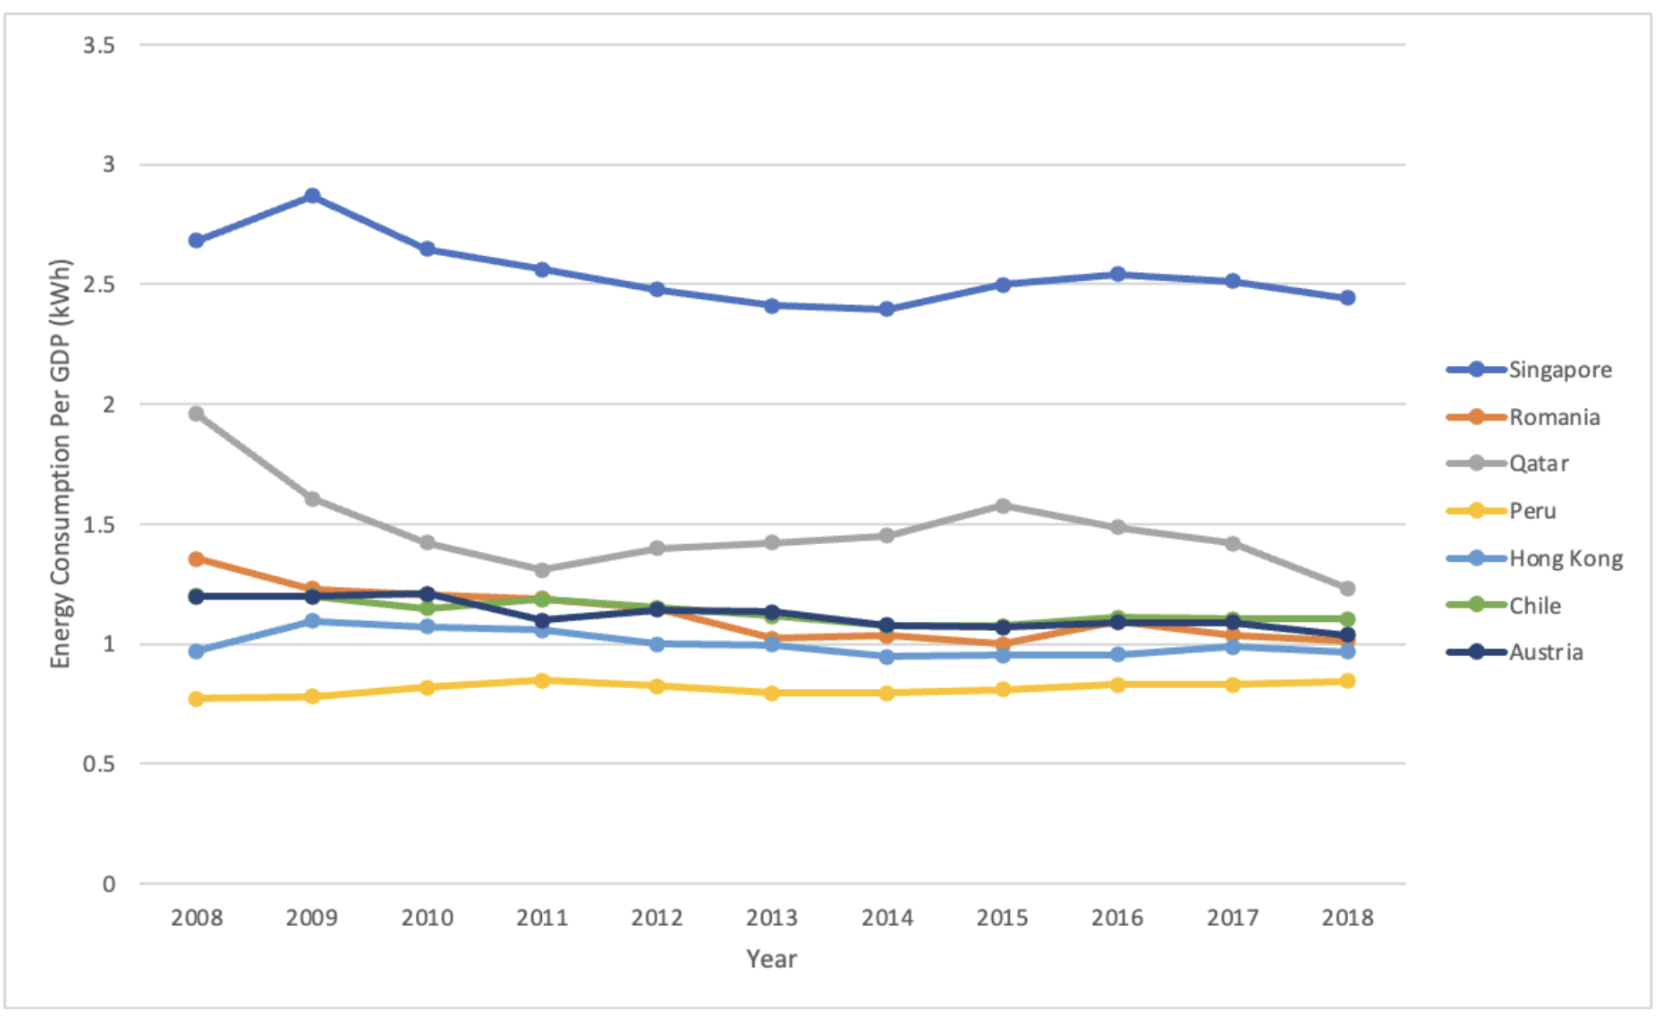 3.5
3
2.5
2
1.5
1
0.5
0
Energy Consumption Per GDP (kWh)
2008 2009 2010 2011 2012 2013 2014 2015 2016 2017 2018
Year
Singapore
Romania
Qatar
Peru
Hong Kong
Chile
Austria